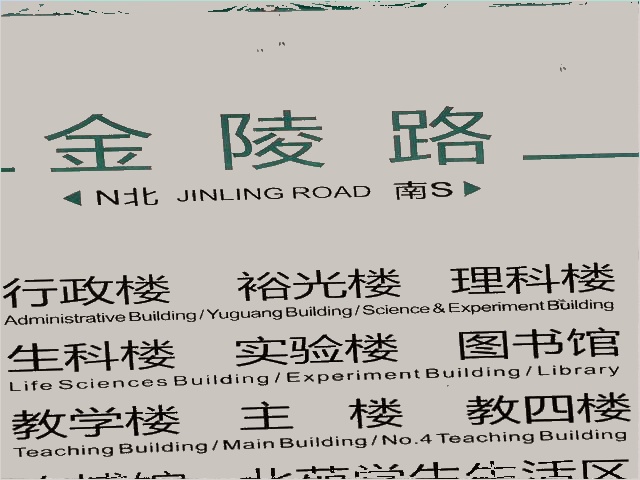 金陵路
N北 JINLING ROAD 南S
行政楼 裕光楼 理科楼
Administrative Building / Yuguang Building / Science & Experiment Building
生科楼 实验楼 图书馆
Life Sciences Building / Experiment Building / Library
教学楼 主楼 教四楼
Teaching Building / Main Building / No.4 Teaching Building